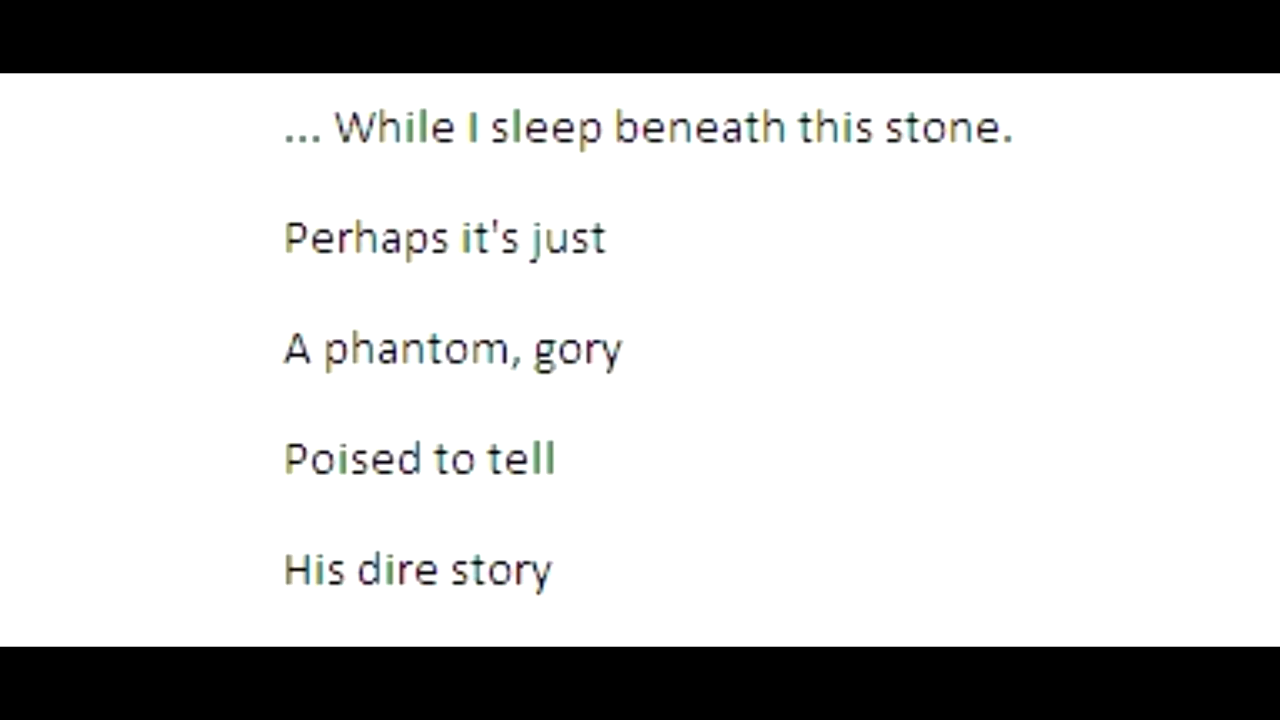 ... While I sleep beneath this stone.
Perhaps it's just
A phantom, gory
Poised to tell
His dire story